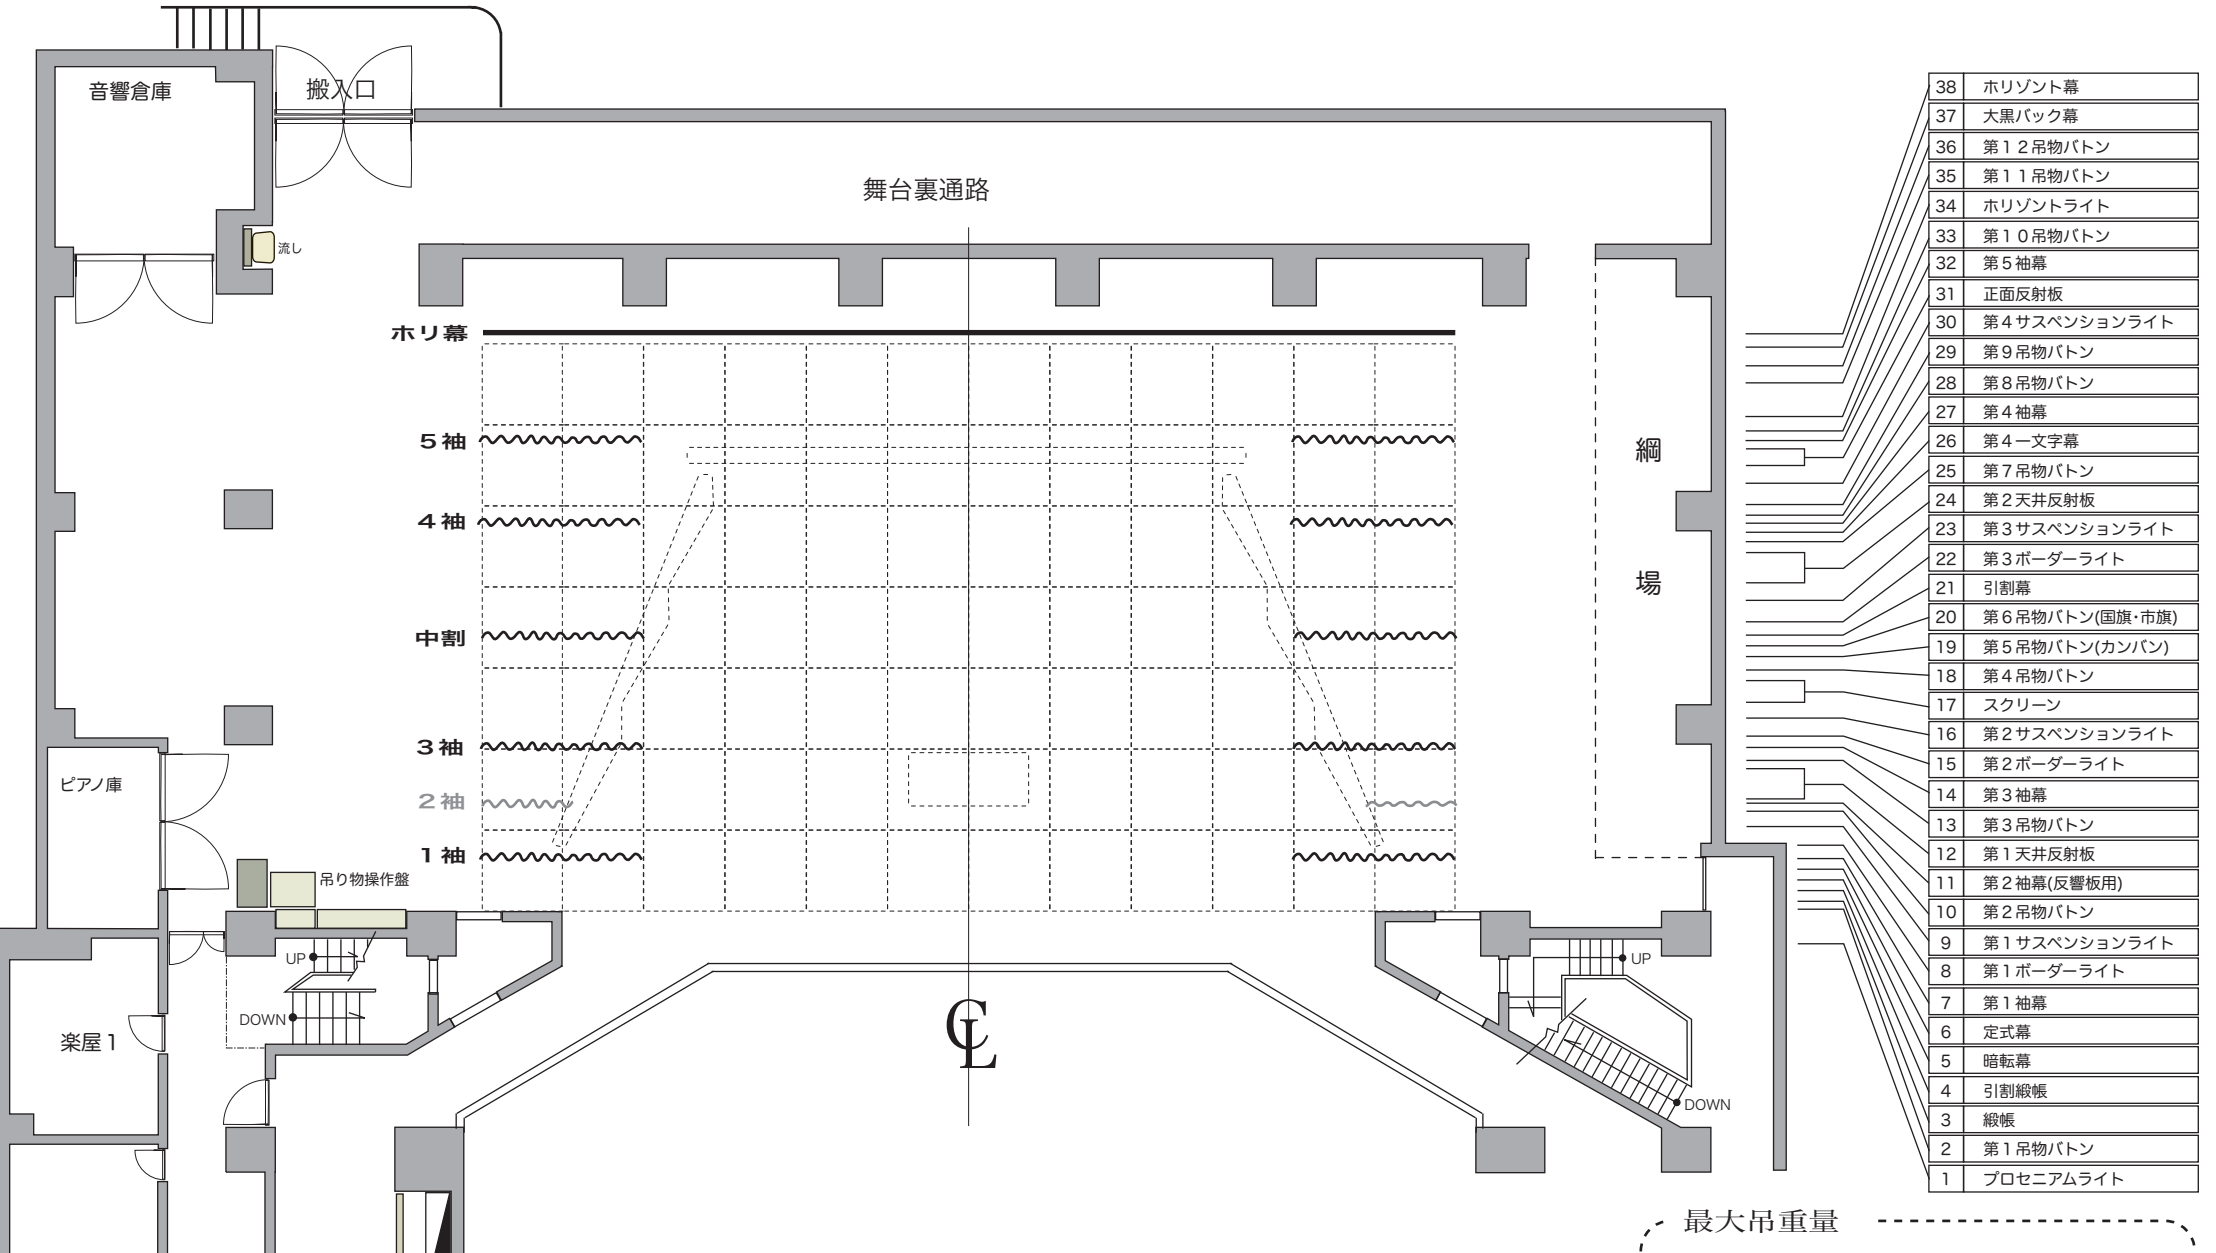 音響倉庫
搬入口
舞台裏通路
流し
ホリ幕
5袖
4袖
中割
3袖
2袖
1袖
綱
場
ピアノ庫
吊り物操作盤
UP
DOWN
楽屋1
CL
UP
DOWN
38 ホリゾント幕
37 大黒バック幕
36 第12吊物バトン
35 第11吊物バトン
34 ホリゾントライト
33 第10吊物バトン
32 第5袖幕
31 正面反射板
30 第4サスペンションライト
29 第9吊物バトン
28 第8吊物バトン
27 第4袖幕
26 第4一文字幕
25 第7吊物バトン
24 第2天井反射板
23 第3サスペンションライト
22 第3ボーダーライト
21 引割幕
20 第6吊物バトン(国旗･市旗)
19 第5吊物バトン(カンバン)
18 第4吊物バトン
17 スクリーン
16 第2サスペンションライト
15 第2ボーダーライト
14 第3袖幕
13 第3吊物バトン
12 第1天井反射板
11 第2袖幕(反響板用)
10 第2吊物バトン
9 第1サスペンションライト
8 第1ボーダーライト
7 第1袖幕
6 定式幕
5 暗転幕
4 引割緞帳
3 緞帳
2 第1吊物バトン
1 プロセニアムライト
最大吊重量